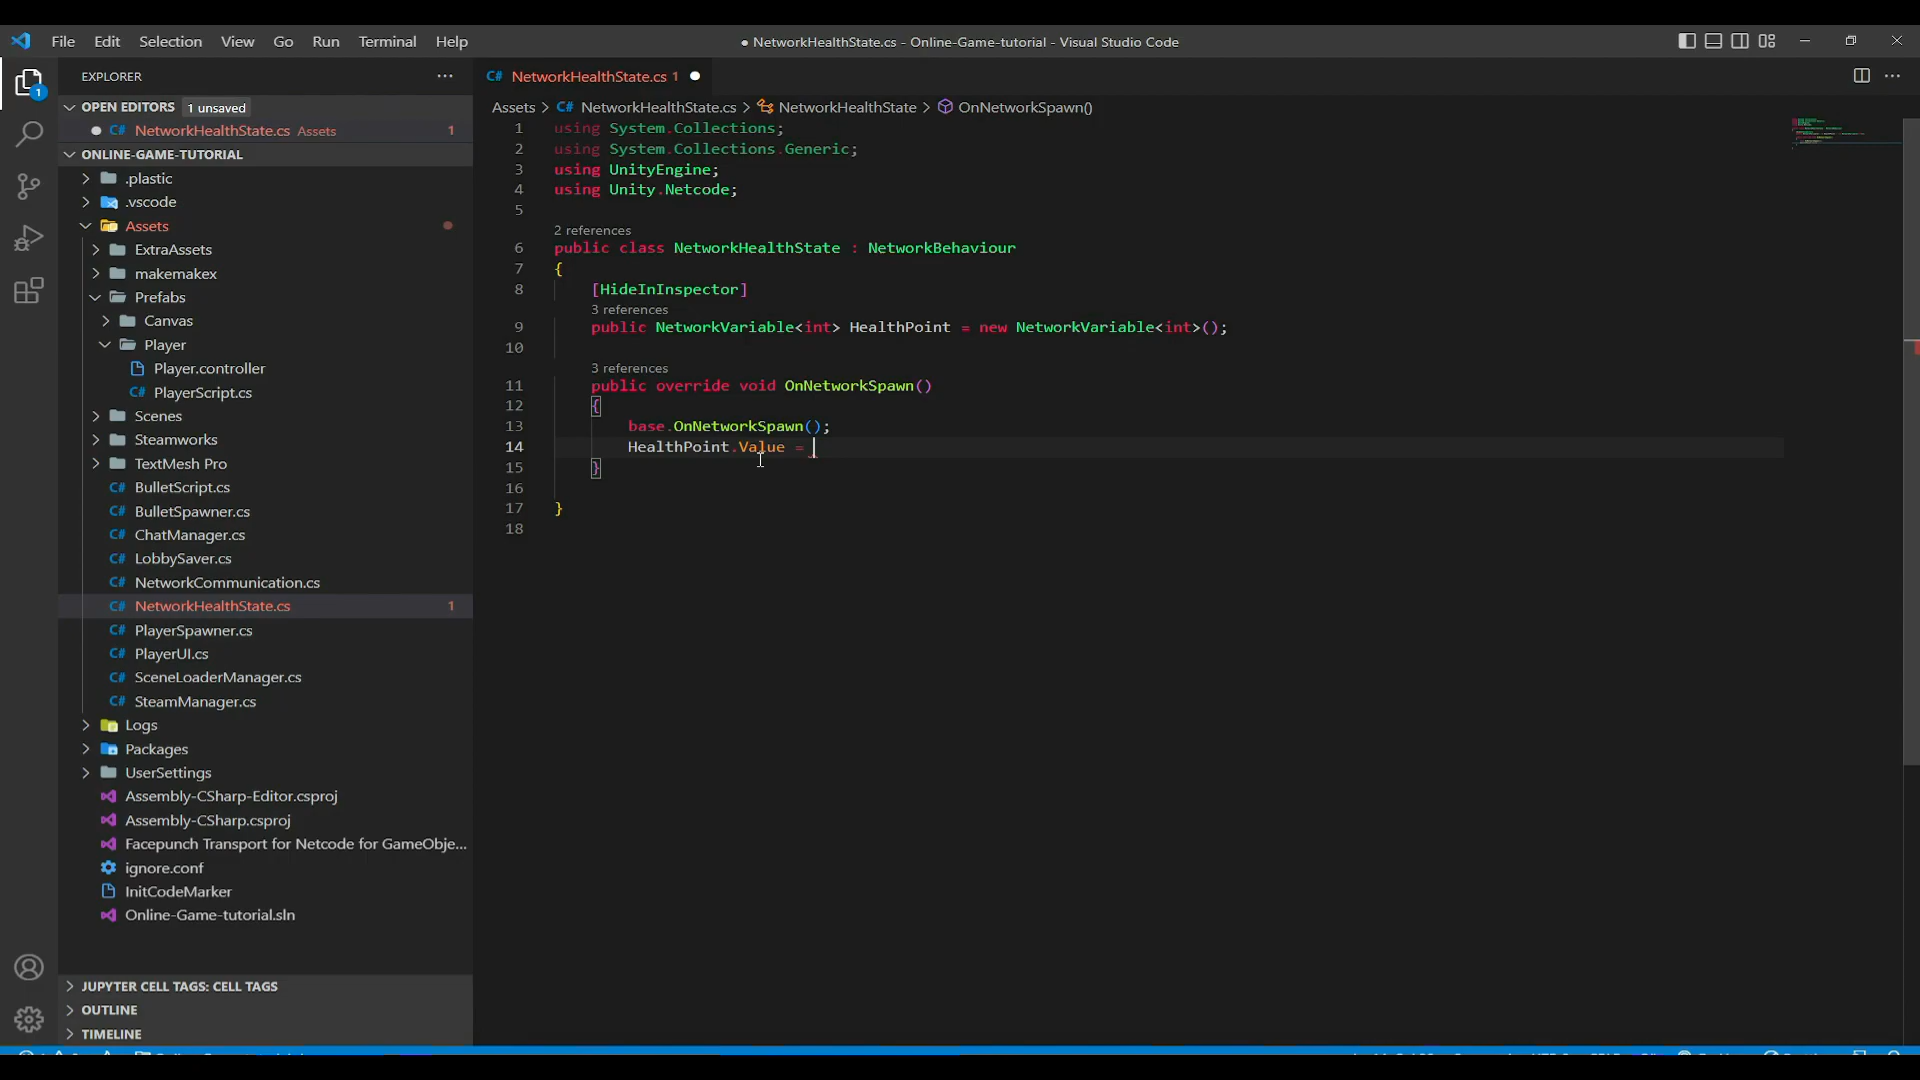 File Edit Selection View Go Run Terminal Help
● NetworkHealthState.cs - Online-Game-tutorial - Visual Studio Code
EXPLORER
1
OPEN EDITORS 1 unsaved
C# NetworkHealthState.cs Assets 1
ONLINE-GAME-TUTORIAL
.plastic
.vscode
Assets
ExtraAssets
makemakex
Prefabs
Canvas
Player
Player.controller
C# PlayerScript.cs
Scenes
Steamworks
TextMesh Pro
C# BulletScript.cs
C# BulletSpawner.cs
C# ChatManager.cs
C# LobbySaver.cs
C# NetworkCommunication.cs
C# NetworkHealthState.cs 1
C# PlayerSpawner.cs
C# PlayerUI.cs
C# SceneLoaderManager.cs
C# SteamManager.cs
Logs
Packages
UserSettings
Assembly-CSharp-Editor.csproj
Assembly-CSharp.csproj
Facepunch Transport for Netcode for GameObje...
ignore.conf
InitCodeMarker
Online-Game-tutorial.sln
JUPYTER CELL TAGS: CELL TAGS
OUTLINE
TIMELINE
C# NetworkHealthState.cs 1
Assets > C# NetworkHealthState.cs > NetworkHealthState > OnNetworkSpawn()
1 using System.Collections;
2 using System.Collections.Generic;
3 using UnityEngine;
4 using Unity.Netcode;
5
2 references
6 public class NetworkHealthState : NetworkBehaviour
7 {
8 [HideInInspector]
3 references
9 public NetworkVariable<int> HealthPoint = new NetworkVariable<int>();
10
3 references
11 public override void OnNetworkSpawn()
12 {
13 base.OnNetworkSpawn();
14 HealthPoint.Value =
15 }
16
17 }
18